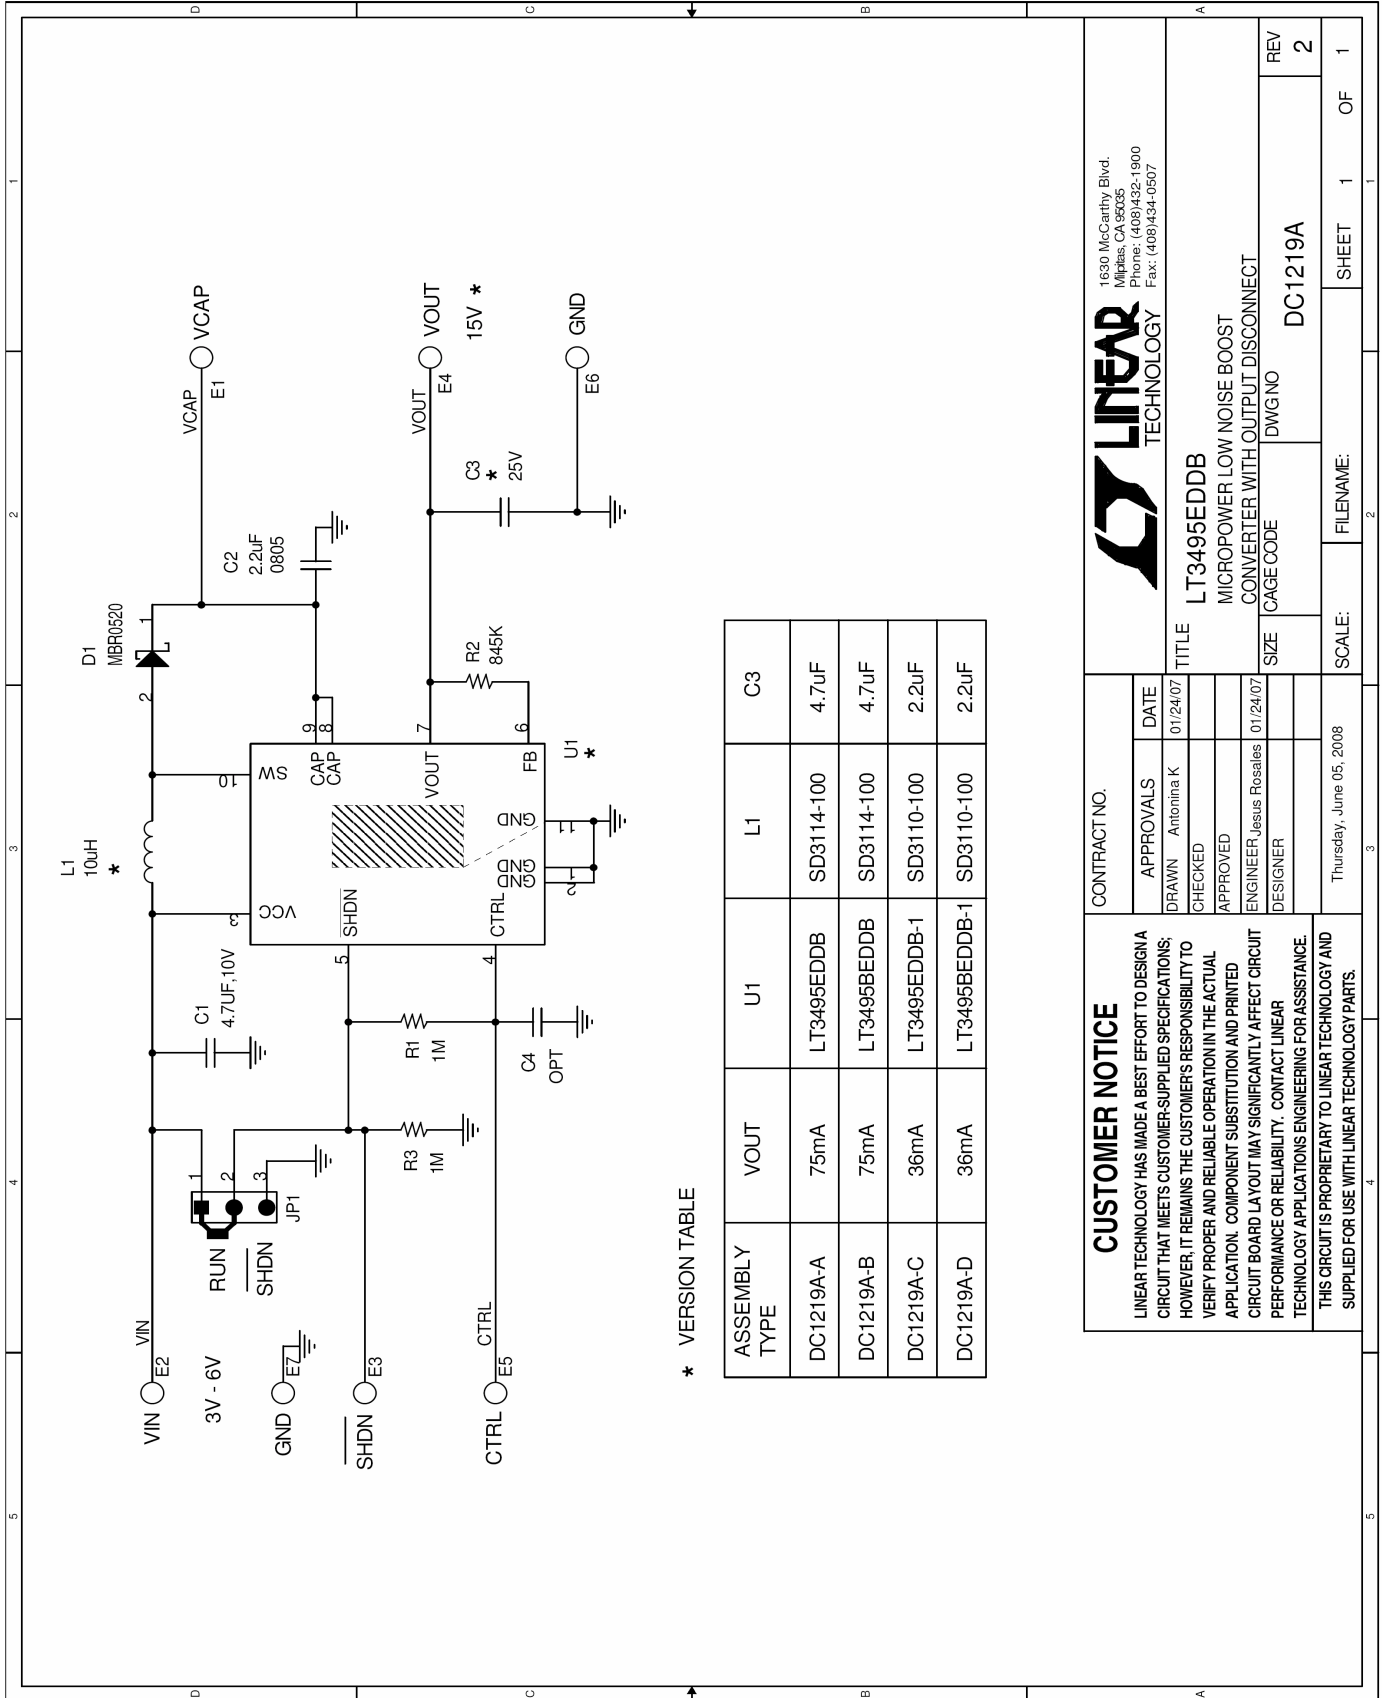 5
4
3
2
1
D
C
B
A
L1
10uH
*
D1
MBR0520
2
1
VIN
E2
VIN
3V - 6V
C1
4.7UF,10V
RUN
SHDN
JP1
1
2
3
GND
E7
SHDN
E3
CTRL
E5
CTRL
R3
1M
R1
1M
C4
OPT
3
VCC
10
SW
9
8
CAP
CAP
7
VOUT
6
FB
5
SHDN
4
CTRL
GND
GND
GND
2
1
11
U1
*
C2
2.2uF
0805
VCAP
E1
VCAP
R2
845K
VOUT
E4
VOUT
15V *
C3
*
25V
E6
GND
* VERSION TABLE
ASSEMBLY TYPE VOUT U1 L1 C3
DC1219A-A 75mA LT3495EDDB SD3114-100 4.7uF
DC1219A-B 75mA LT3495BEDDB SD3114-100 4.7uF
DC1219A-C 36mA LT3495EDDB-1 SD3110-100 2.2uF
DC1219A-D 36mA LT3495BEDDB-1 SD3110-100 2.2uF
CUSTOMER NOTICE
LINEAR TECHNOLOGY HAS MADE A BEST EFFORT TO DESIGN A
CIRCUIT THAT MEETS CUSTOMER-SUPPLIED SPECIFICATIONS;
HOWEVER, IT REMAINS THE CUSTOMER'S RESPONSIBILITY TO
VERIFY PROPER AND RELIABLE OPERATION IN THE ACTUAL
APPLICATION. COMPONENT SUBSTITUTION AND PRINTED
CIRCUIT BOARD LAYOUT MAY SIGNIFICANTLY AFFECT CIRCUIT
PERFORMANCE OR RELIABILITY. CONTACT LINEAR
TECHNOLOGY APPLICATIONS ENGINEERING FOR ASSISTANCE.
THIS CIRCUIT IS PROPRIETARY TO LINEAR TECHNOLOGY AND
SUPPLIED FOR USE WITH LINEAR TECHNOLOGY PARTS.
CONTRACT NO.
APPROVALS DATE
DRAWN Antonina K 01/24/07
CHECKED
APPROVED
ENGINEER Jesus Rosales 01/24/07
DESIGNER
Thursday, June 05, 2008
LT LINEAR
TECHNOLOGY
1630 McCarthy Blvd.
Milpitas, CA 95035
Phone: (408)432-1900
Fax: (408)434-0507
TITLE
LT3495EDDB
MICROPOWER LOW NOISE BOOST
CONVERTER WITH OUTPUT DISCONNECT
SIZE
CAGE CODE
DWG NO
DC1219A
REV
2
SCALE:
FILENAME:
SHEET 1 OF 1
5
4
3
2
1
D
C
B
A